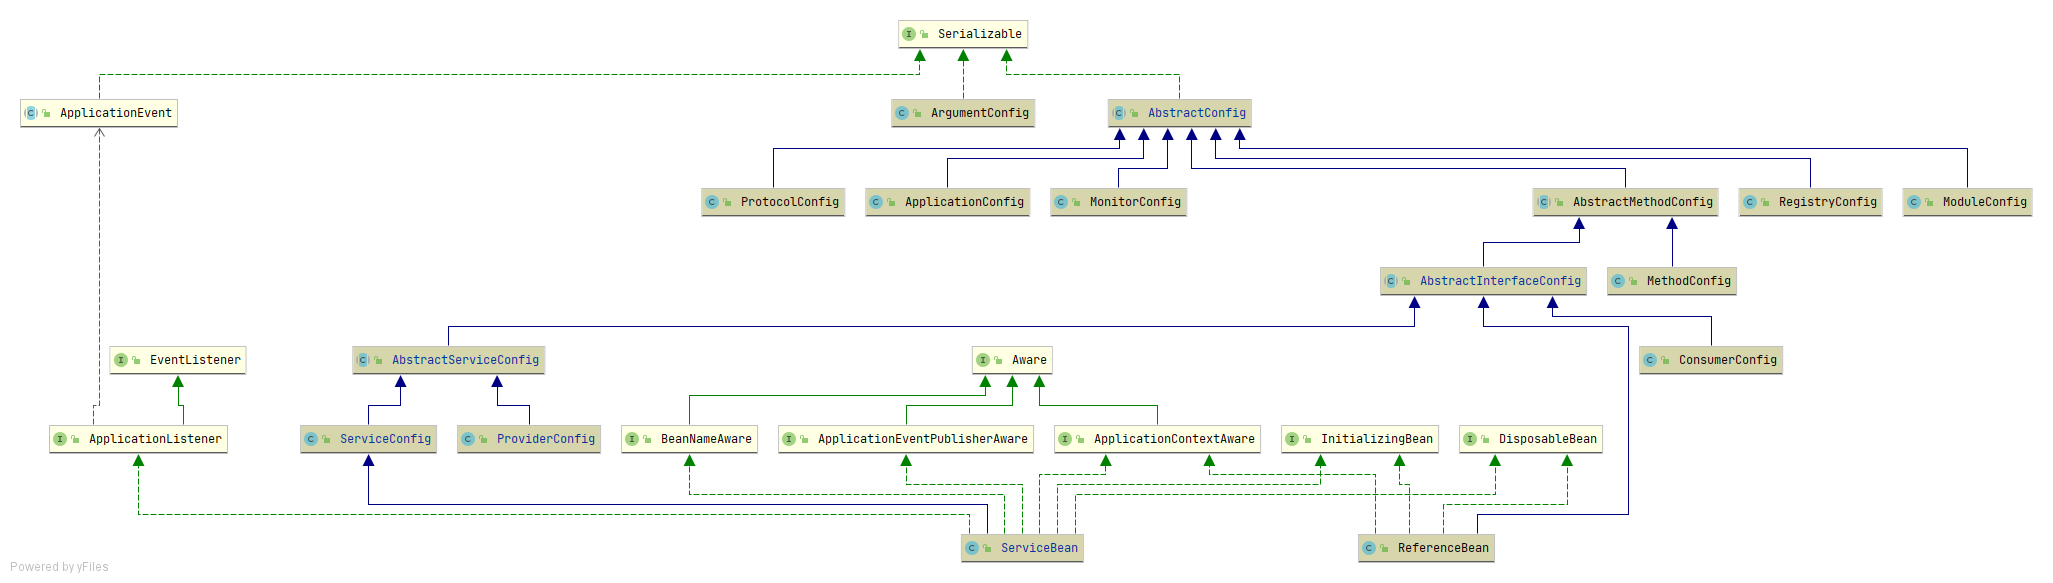 Serializable
ApplicationEvent
ArgumentConfig
AbstractConfig
ProtocolConfig
ApplicationConfig
MonitorConfig
AbstractMethodConfig
RegistryConfig
ModuleConfig
AbstractInterfaceConfig
MethodConfig
EventListener
AbstractServiceConfig
Aware
ConsumerConfig
ApplicationListener
ServiceConfig
ProviderConfig
BeanNameAware
ApplicationEventPublisherAware
ApplicationContextAware
InitializingBean
DisposableBean
ServiceBean
ReferenceBean
Powered by yFiles